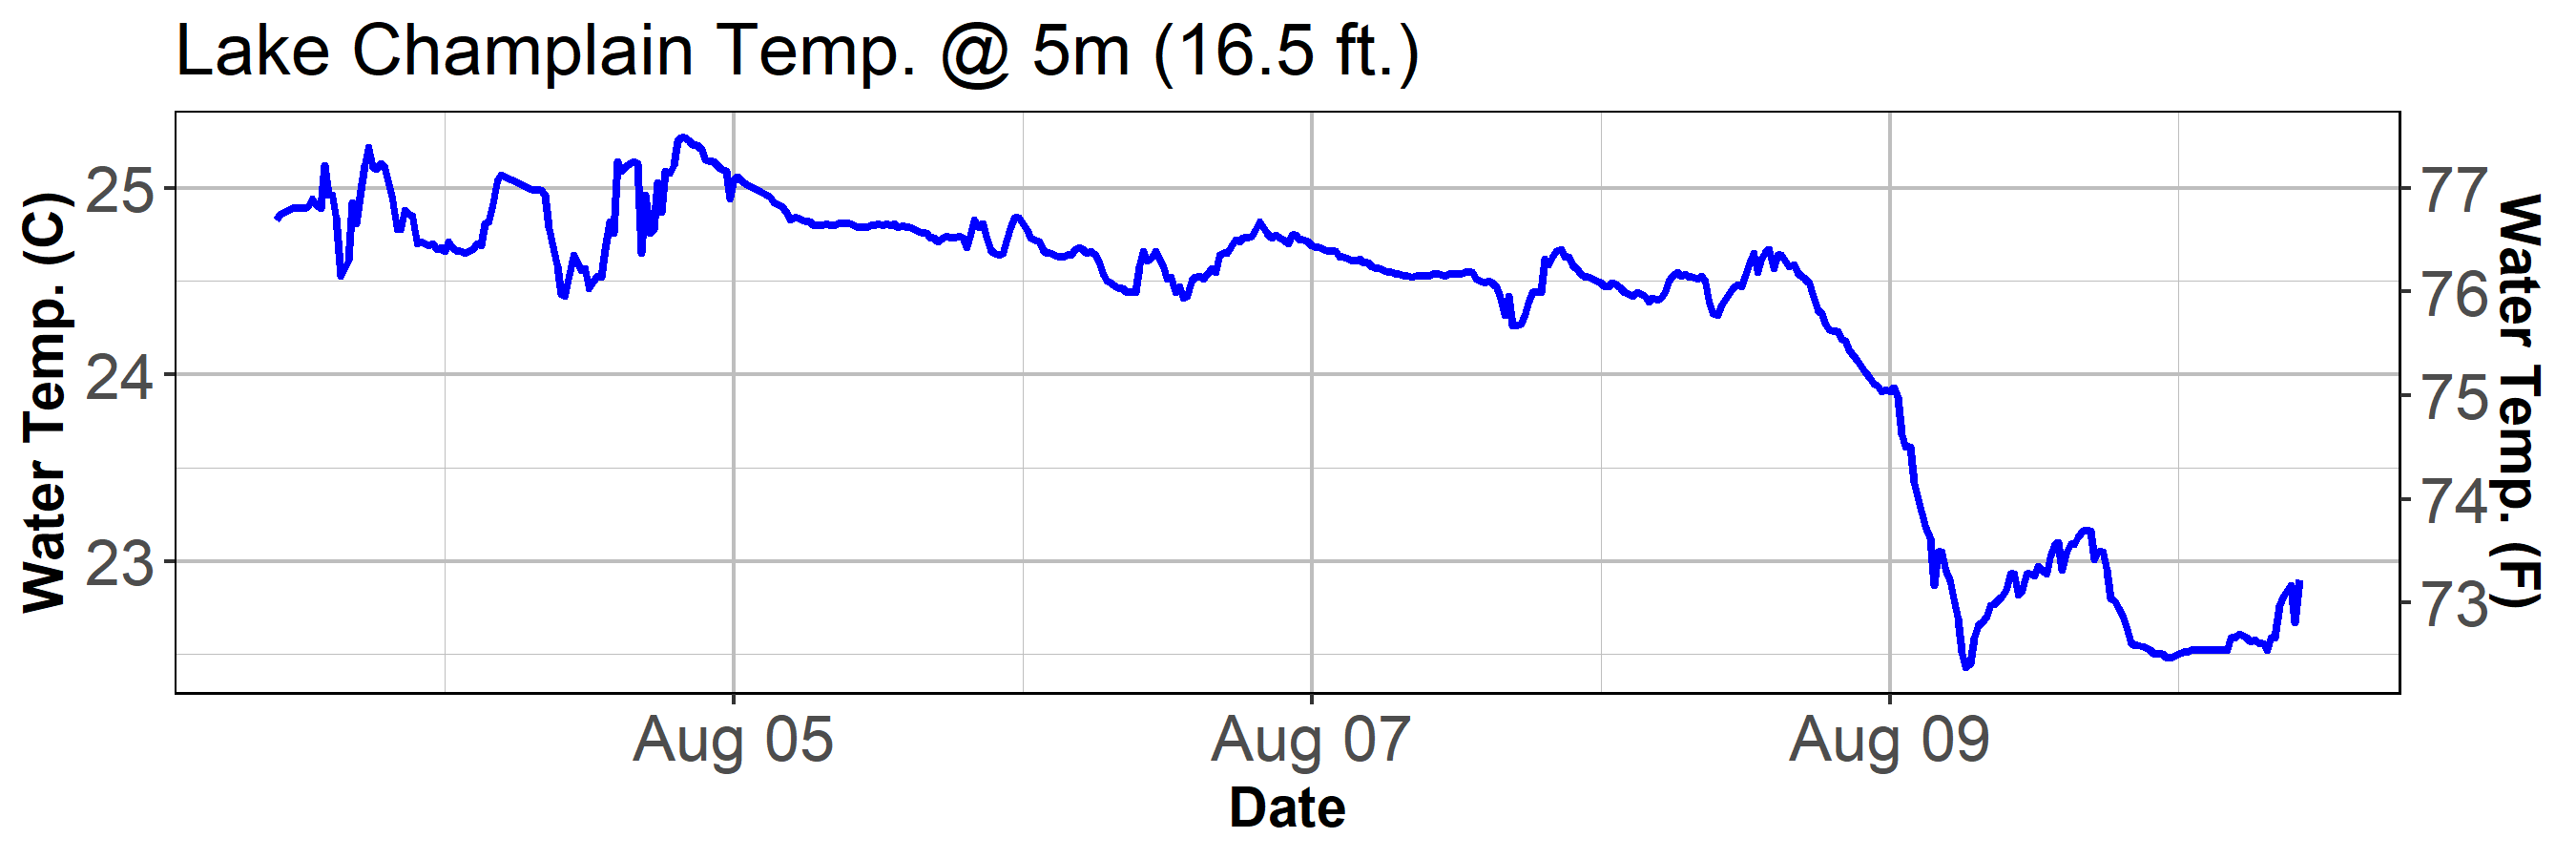 Lake Champlain Temp. @ 5m (16.5 ft.)
Water Temp. (C)
25
24
23
77
76
75
74
73
Water Temp. (F)
Aug 05
Aug 07
Aug 09
Date